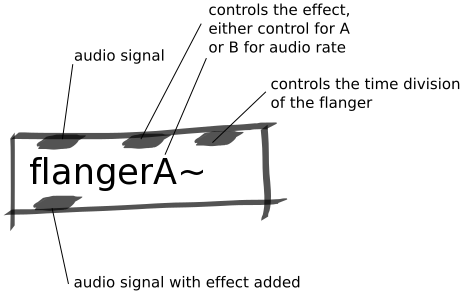 controls the effect,
either control for A
or B for audio rate
audio signal
controls the time division
of the flanger
flangerA~
audio signal with effect added